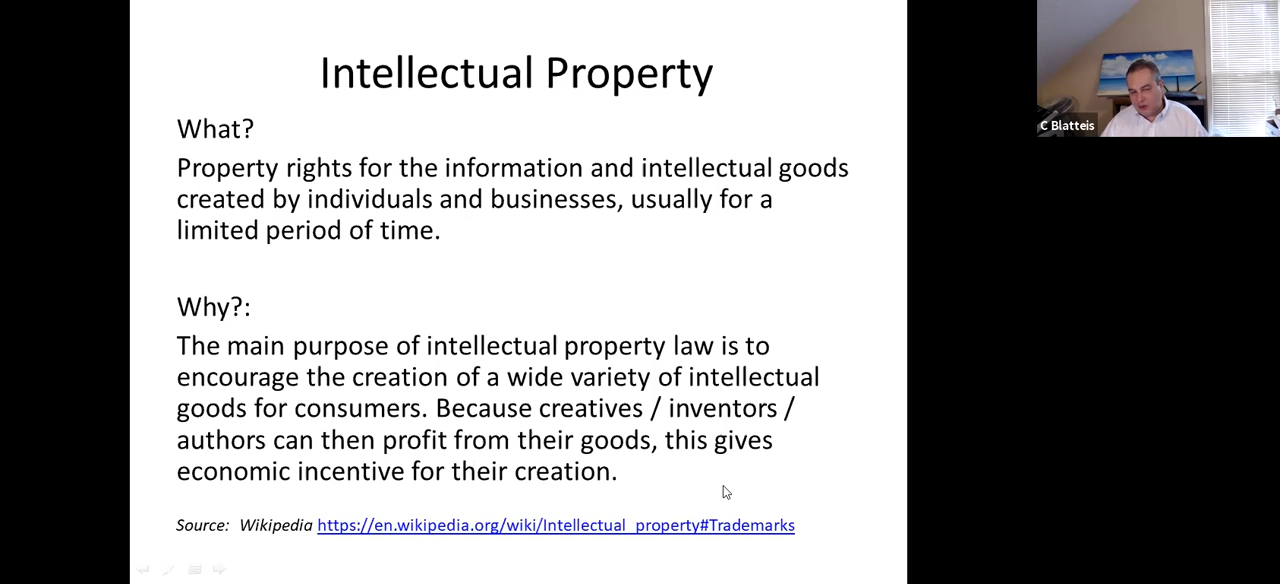 Intellectual Property
What?
Property rights for the information and intellectual goods
created by individuals and businesses, usually for a
limited period of time.
Why?:
The main purpose of intellectual property law is to
encourage the creation of a wide variety of intellectual
goods for consumers. Because creatives / inventors /
authors can then profit from their goods, this gives
economic incentive for their creation.
Source: Wikipedia https://en.wikipedia.org/wiki/Intellectual_property#Trademarks
C Blatteis